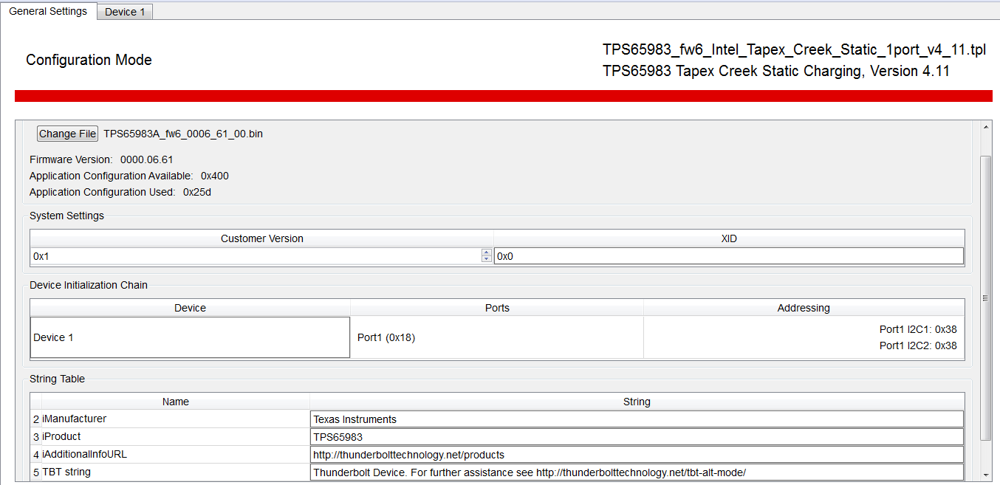 General Settings Device 1
Configuration Mode
TPS65983_fw6_Intel_Tapex_Creek_Static_1port_v4_11.tpl
TPS65983 Tapex Creek Static Charging, Version 4.11
Change File TPS65983A_fw6_0006_61_00.bin
Firmware Version: 0000.06.61
Application Configuration Available: 0x400
Application Configuration Used: 0x25d
System Settings
Customer Version XID
0x1 0x0
Device Initialization Chain
Device Ports Addressing
Device 1 Port1 (0x18) Port1 I2C1: 0x38
Port1 I2C2: 0x38
String Table
Name String
2 iManufacturer Texas Instruments
3 iProduct TPS65983
4 iAdditionalInfoURL http://thunderbolttechnology.net/products
5 TBT string Thunderbolt Device. For further assistance see http://thunderbolttechnology.net/tbt-alt-mode/